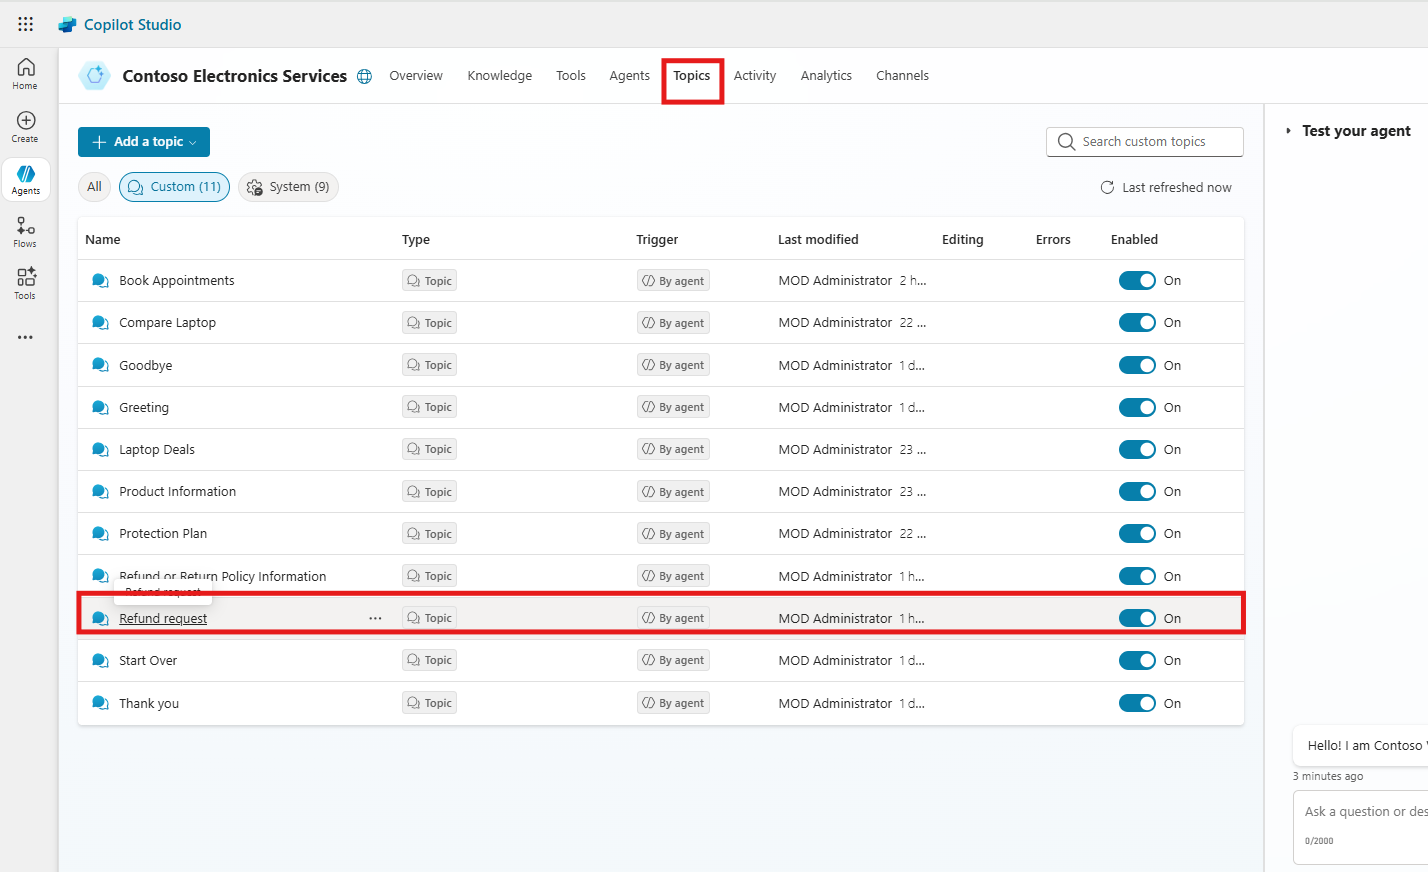 Copilot Studio
Home
Create
Agents
Flows
Tools
Contoso Electronics Services Overview Knowledge Tools Agents Topics Activity Analytics Channels
Add a topic
Search custom topics
All Custom (11) System (9)
Last refreshed now
Name Type Trigger Last modified Editing Errors Enabled
Book Appointments Topic By agent MOD Administrator 2 h... On
Compare Laptop Topic By agent MOD Administrator 22 ... On
Goodbye Topic By agent MOD Administrator 1 d... On
Greeting Topic By agent MOD Administrator 1 d... On
Laptop Deals Topic By agent MOD Administrator 23 ... On
Product Information Topic By agent MOD Administrator 23 ... On
Protection Plan Topic By agent MOD Administrator 22 ... On
Refund or Return Policy Information Topic By agent MOD Administrator 1 h... On
Refund request
Refund request ... Topic By agent MOD Administrator 1 h... On
Start Over Topic By agent MOD Administrator 1 d... On
Thank you Topic By agent MOD Administrator 1 d... On
Test your agent
Hello! I am Contoso
3 minutes ago
Ask a question or des
0/2000